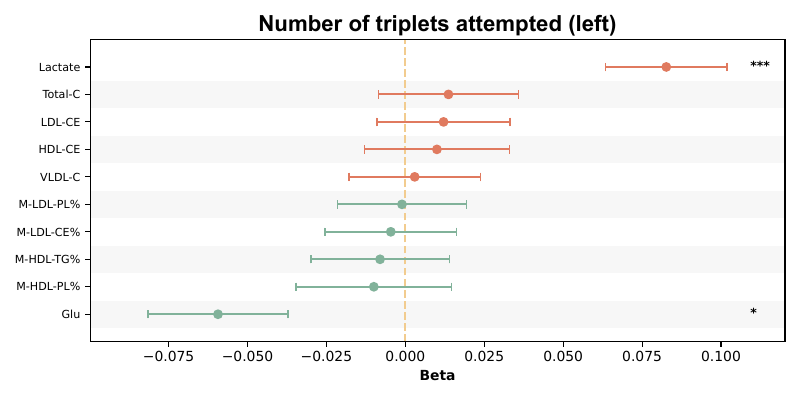 Number of triplets attempted (left)
Lactate
***
Total-C
LDL-CE
HDL-CE
VLDL-C
M-LDL-PL%
M-LDL-CE%
M-HDL-TG%
M-HDL-PL%
Glu
*
−0.075 −0.050 −0.025 0.000 0.025 0.050 0.075 0.100
Beta